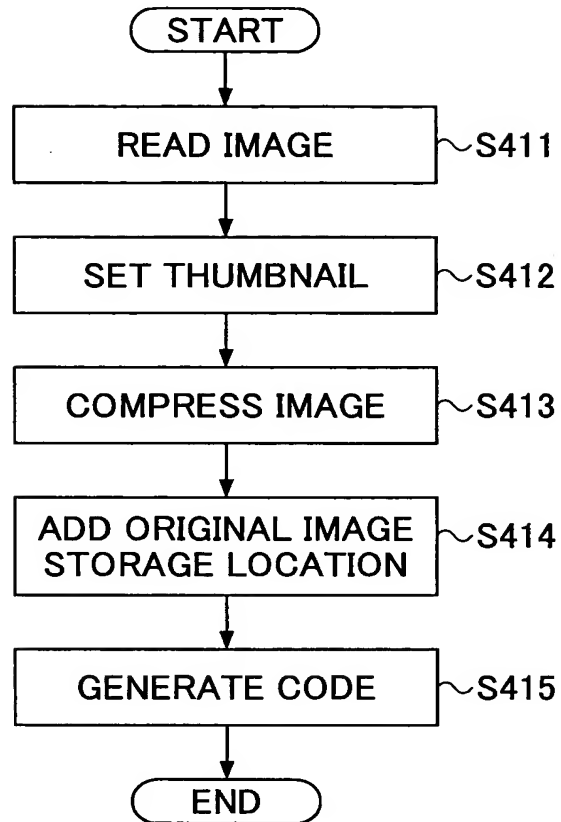 START
READ IMAGE
S411
SET THUMBNAIL
S412
COMPRESS IMAGE
S413
ADD ORIGINAL IMAGE
STORAGE LOCATION
S414
GENERATE CODE
S415
END